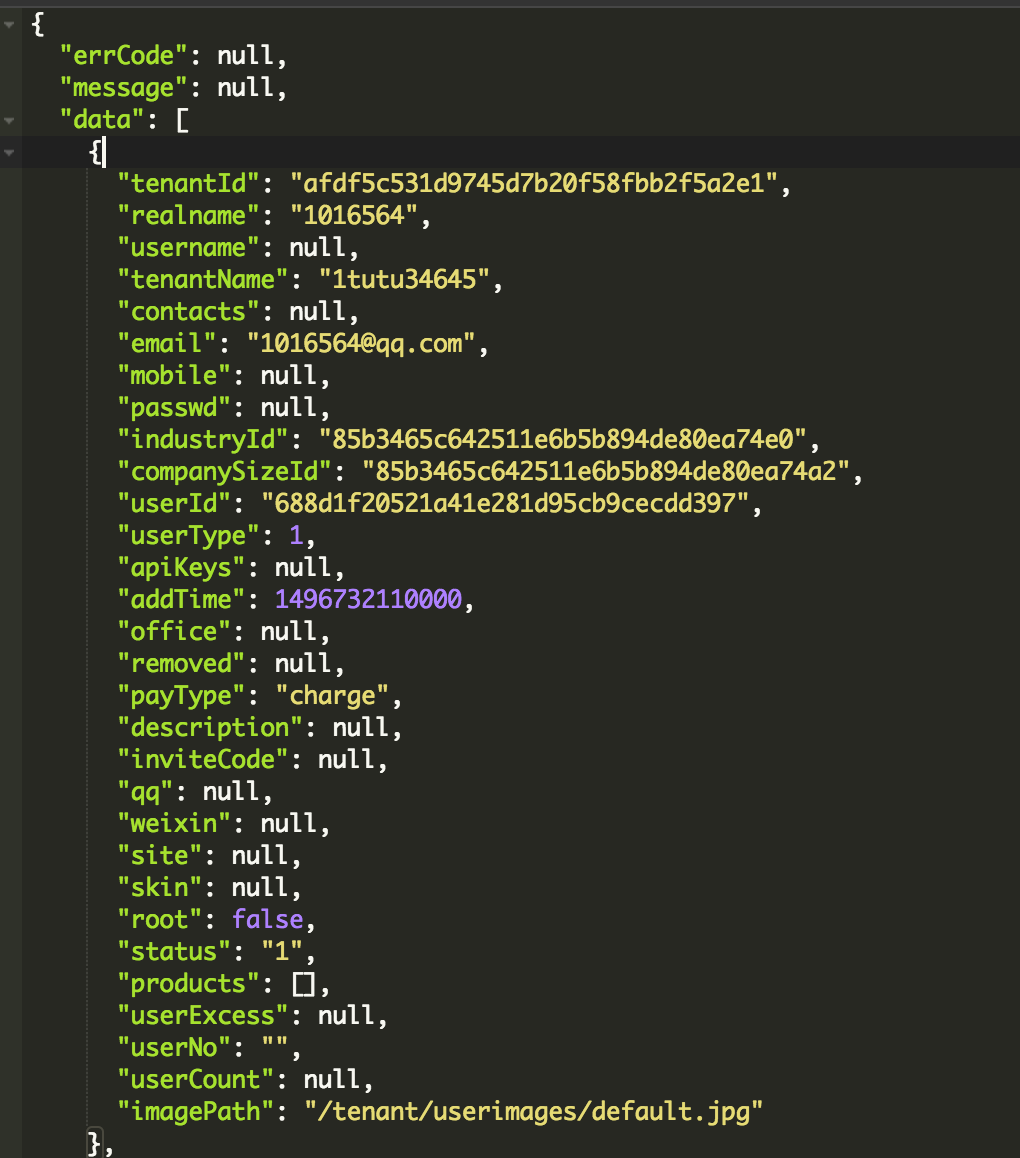 {
"errCode": null,
"message": null,
"data": [
{
"tenantId": "afdf5c531d9745d7b20f58fbb2f5a2e1",
"realname": "1016564",
"username": null,
"tenantName": "1tutu34645",
"contacts": null,
"email": "1016564@qq.com",
"mobile": null,
"passwd": null,
"industryId": "85b3465c642511e6b5b894de80ea74e0",
"companySizeId": "85b3465c642511e6b5b894de80ea74a2",
"userId": "688d1f20521a41e281d95cb9cecdd397",
"userType": 1,
"apiKeys": null,
"addTime": 1496732110000,
"office": null,
"removed": null,
"payType": "charge",
"description": null,
"inviteCode": null,
"qq": null,
"weixin": null,
"site": null,
"skin": null,
"root": false,
"status": "1",
"products": [],
"userExcess": null,
"userNo": "",
"userCount": null,
"imagePath": "/tenant/userimages/default.jpg"
},